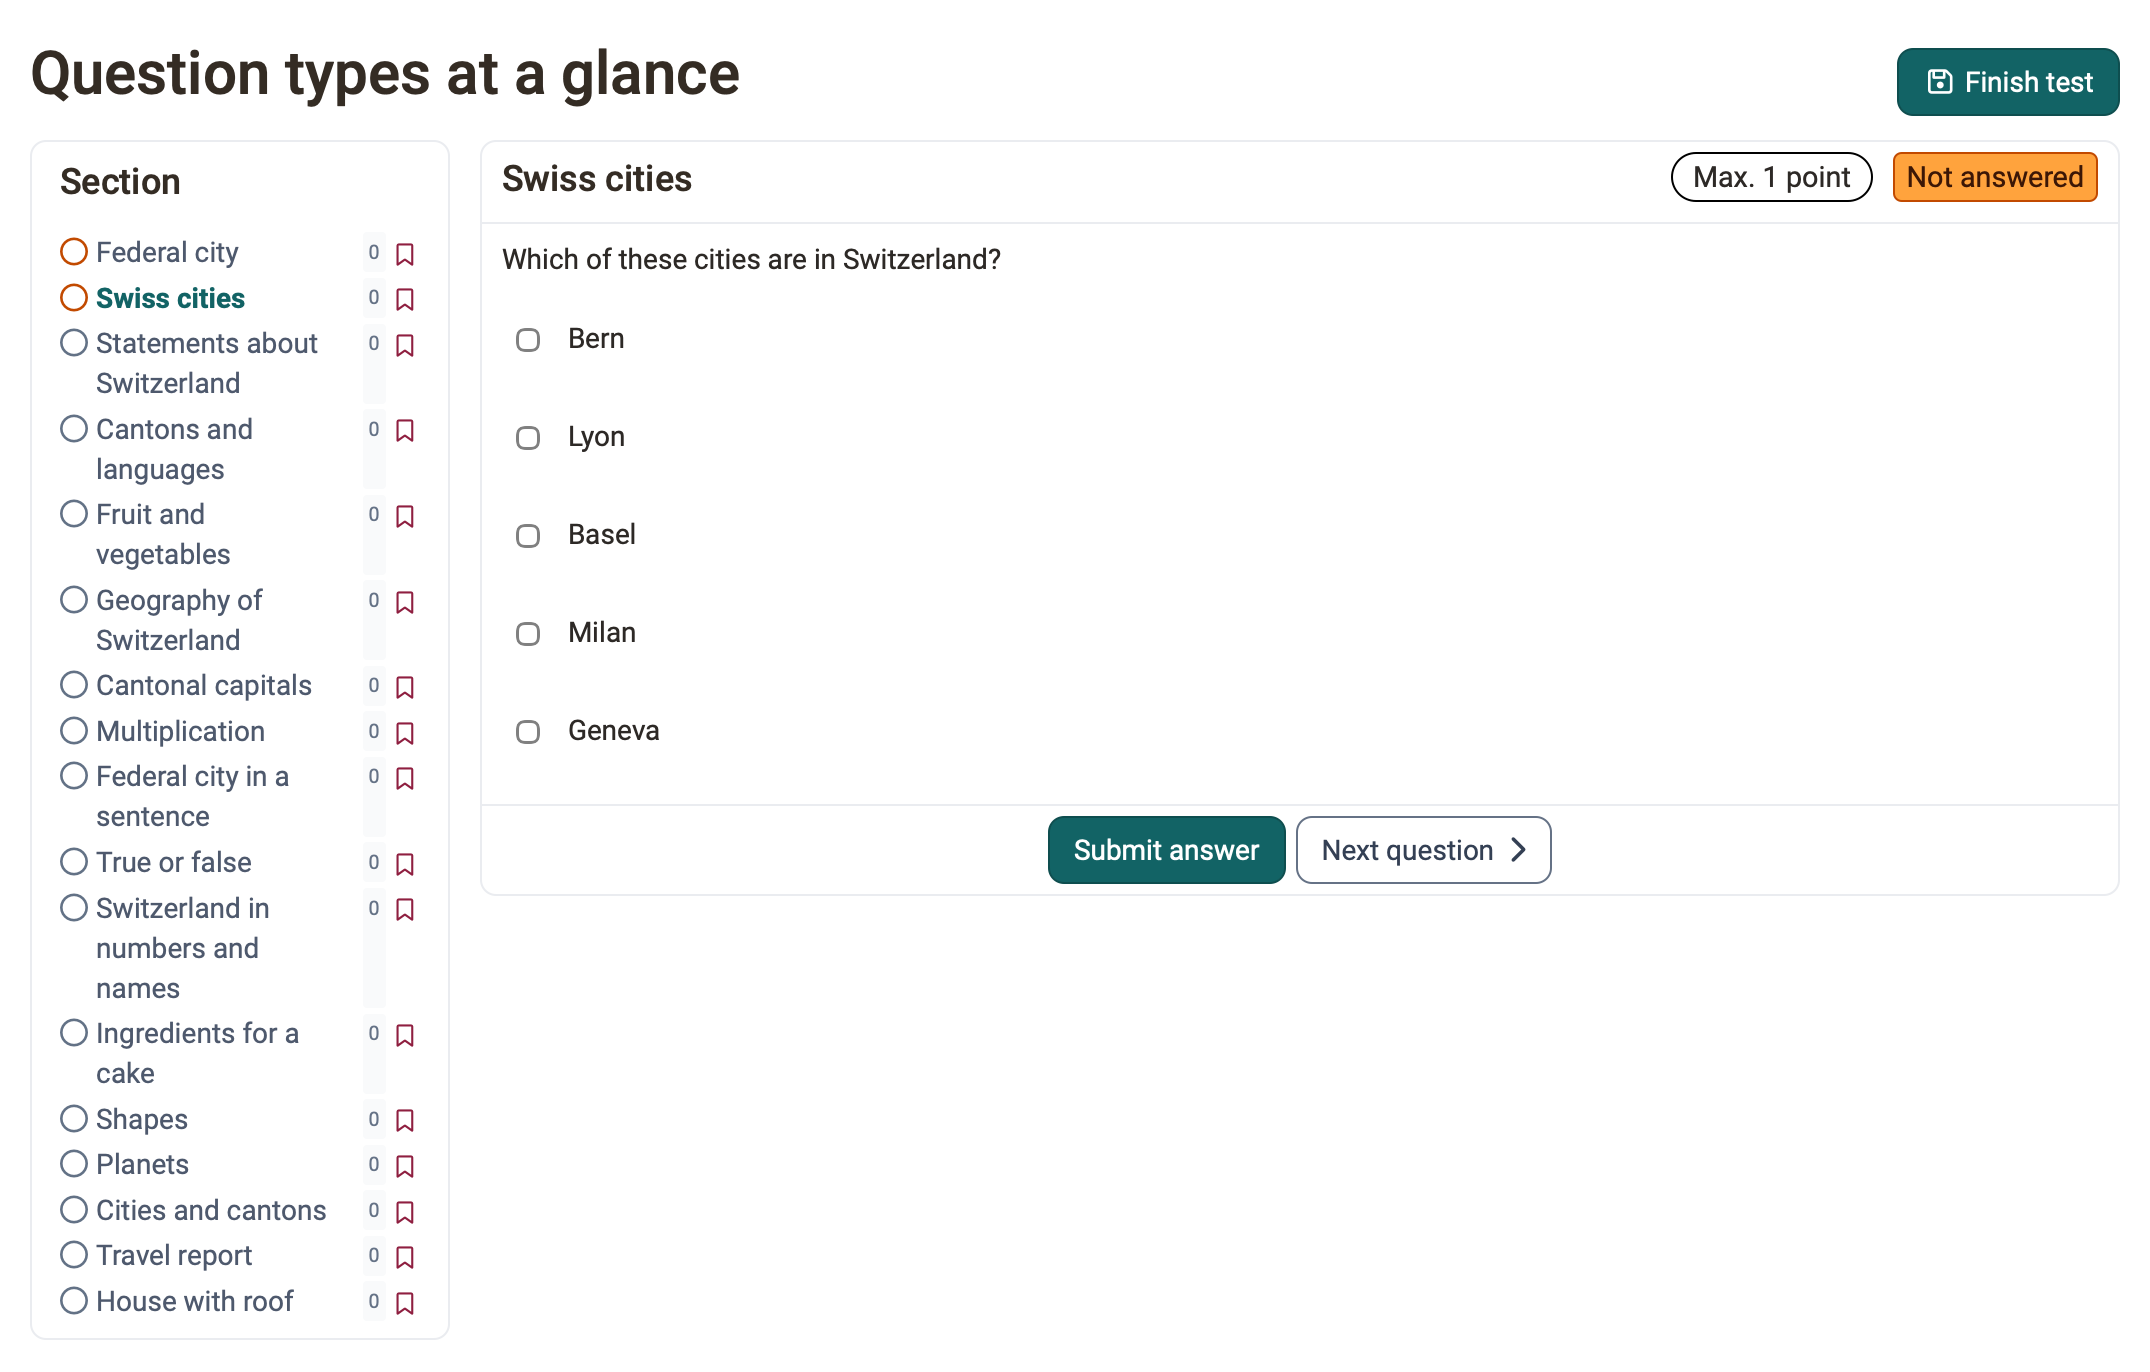 Question types at a glance
Finish test
Section
Federal city 0
Swiss cities 0
Statements about 0
Switzerland
Cantons and 0
languages
Fruit and 0
vegetables
Geography of 0
Switzerland
Cantonal capitals 0
Multiplication 0
Federal city in a 0
sentence
True or false 0
Switzerland in 0
numbers and
names
Ingredients for a 0
cake
Shapes 0
Planets 0
Cities and cantons 0
Travel report 0
House with roof 0
Swiss cities
Max. 1 point
Not answered
Which of these cities are in Switzerland?
Bern
Lyon
Basel
Milan
Geneva
Submit answer
Next question